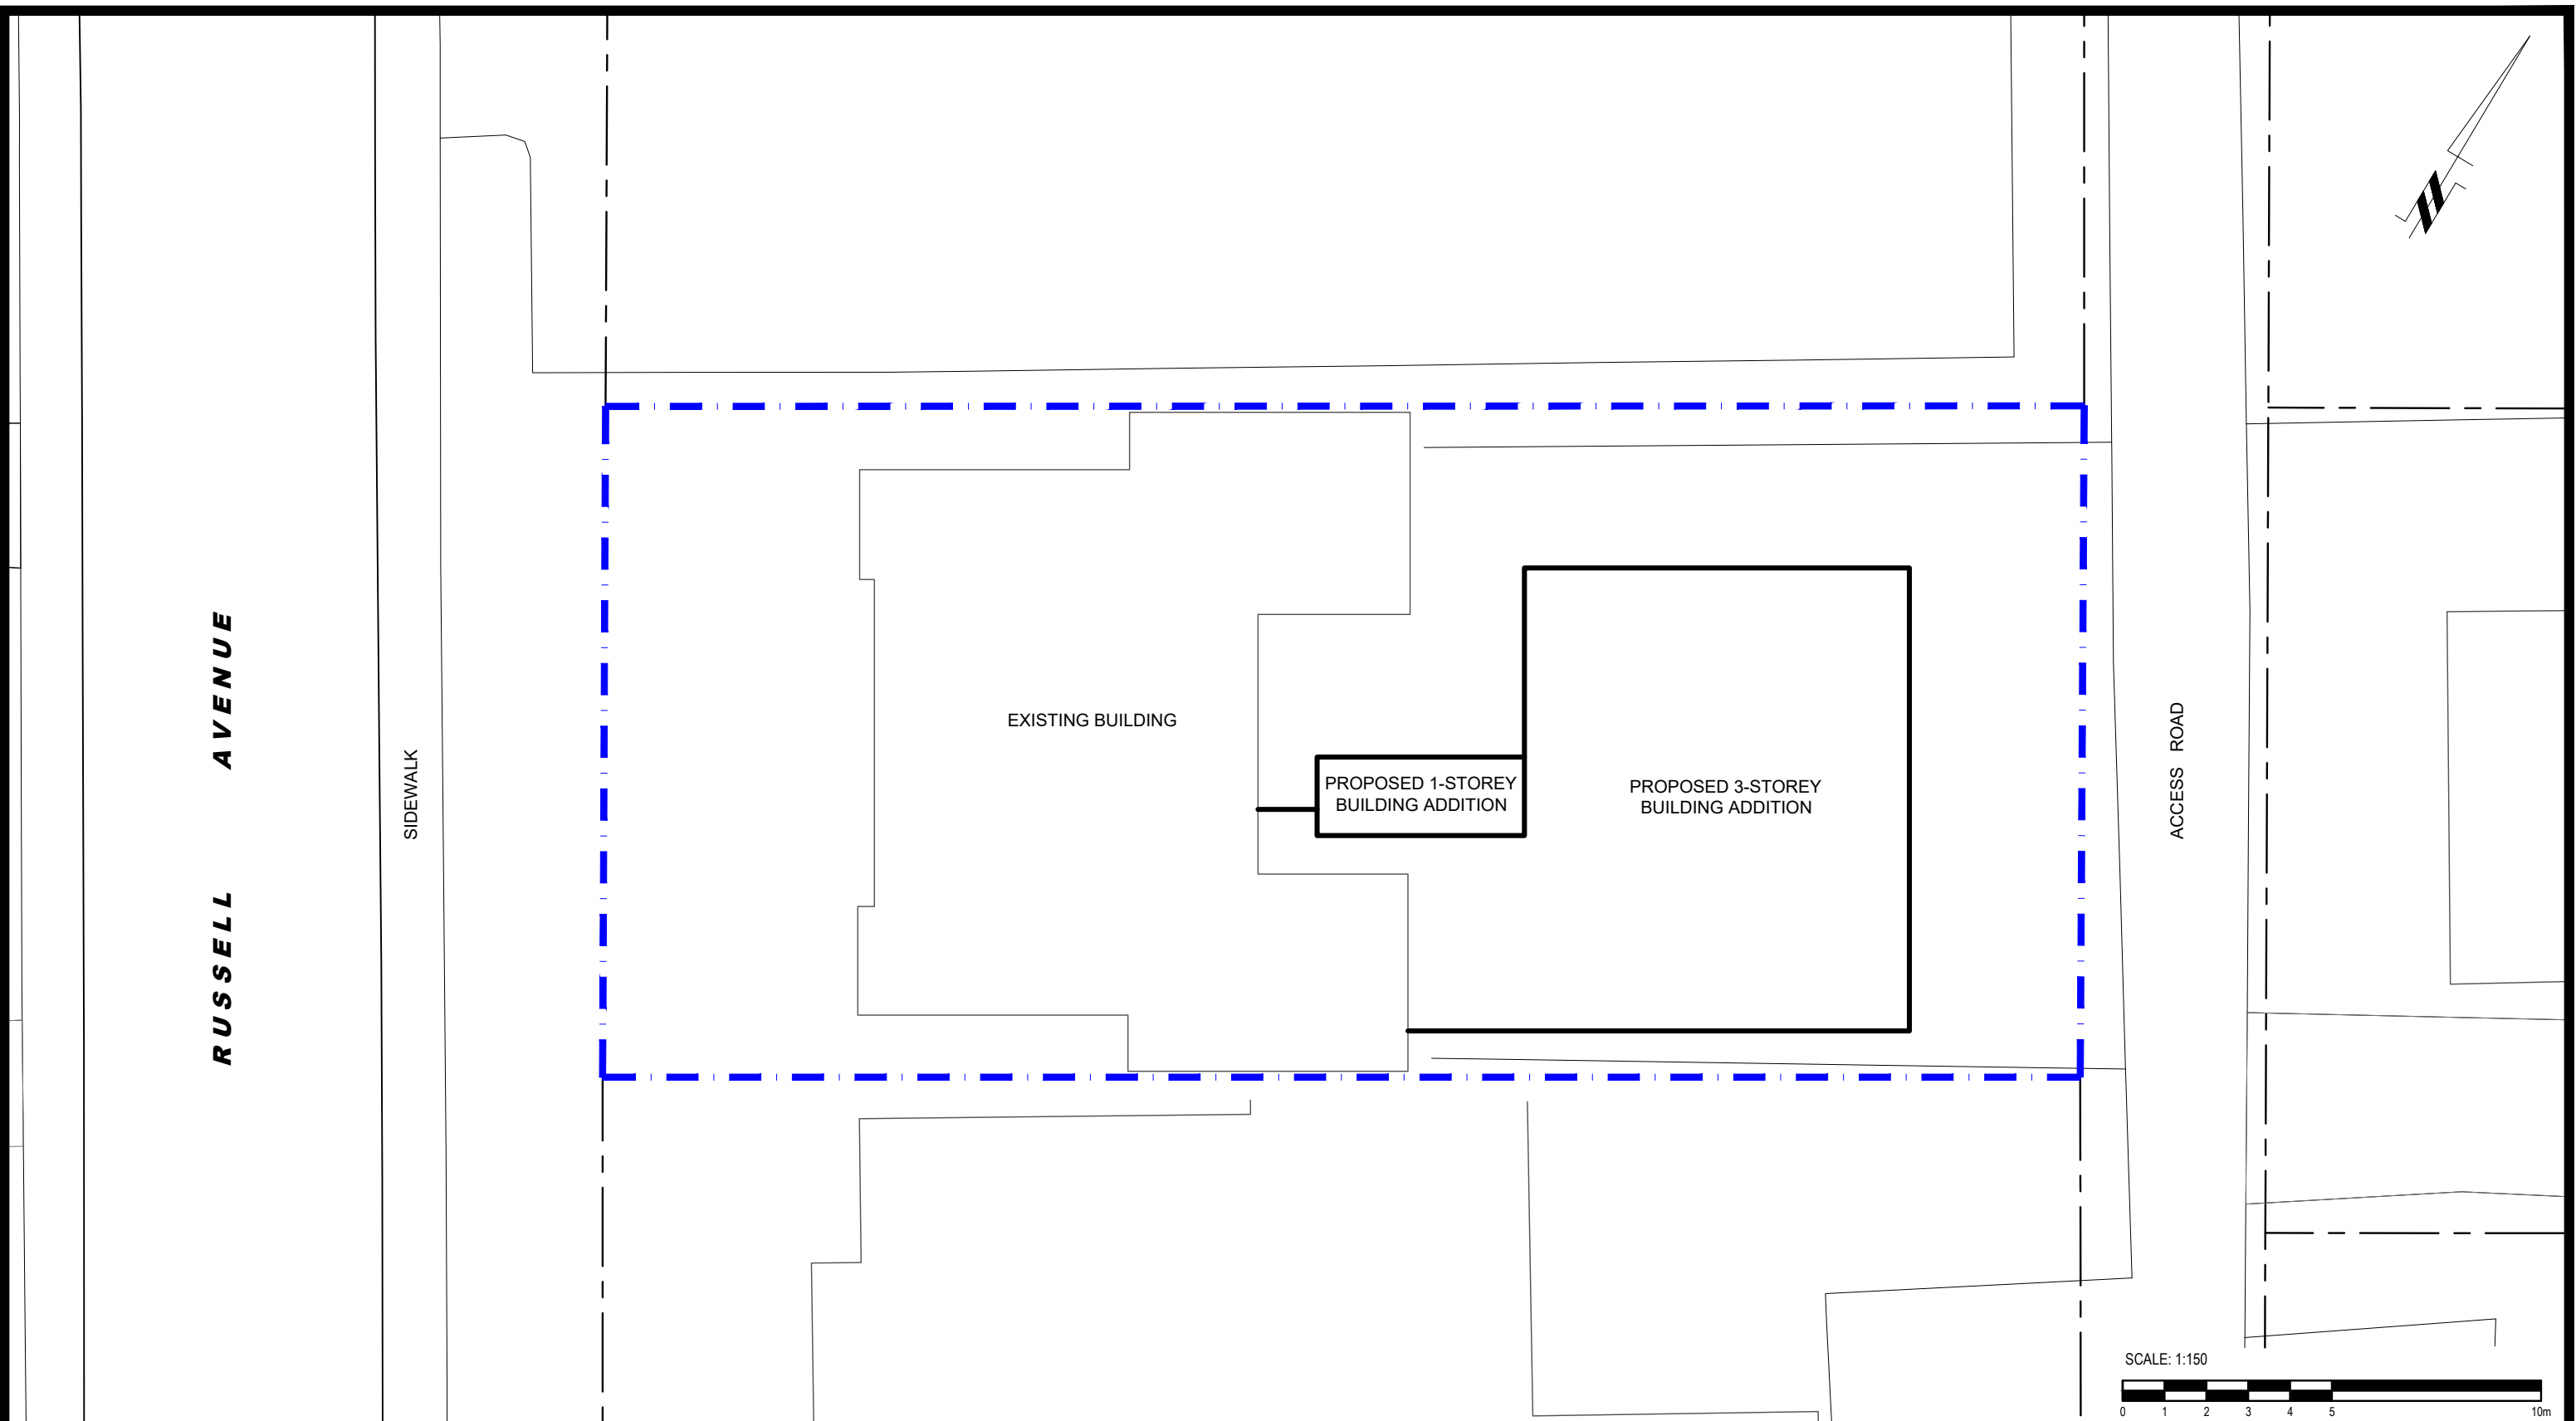 RUSSELL AVENUE
SIDEWALK
EXISTING BUILDING
PROPOSED 1-STOREY
BUILDING ADDITION
PROPOSED 3-STOREY
BUILDING ADDITION
ACCESS ROAD
SCALE: 1:150
0 1 2 3 4 5 10m